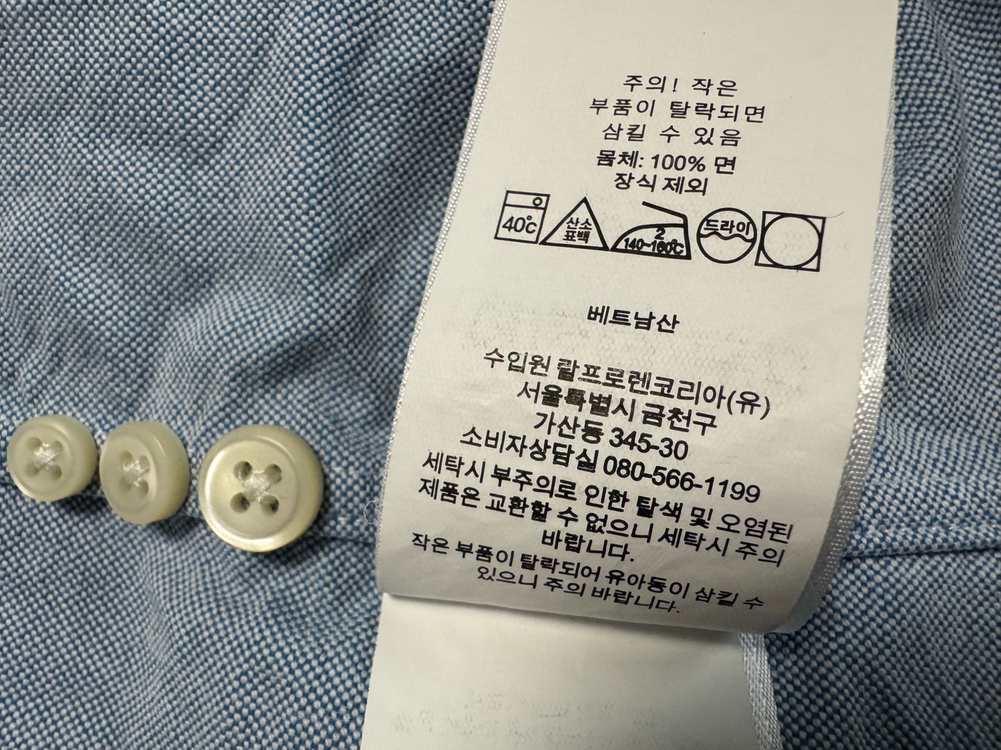 주의! 작은
부품이 탈락되면
삼킬 수 있음
몸체: 100% 면
장식 제외
40℃
산소
표백
2
140~160℃
드라이
베트남산
수입원 랄프로렌코리아(유)
서울특별시 금천구
가산동 345-30
소비자상담실 080-566-1199
세탁시 부주의로 인한 탈색 및 오염된
제품은 교환할 수 없으니 세탁시 주의
바랍니다.
작은 부품이 탈락되어 유아동이 삼킬 수
있으니 주의 바랍니다.